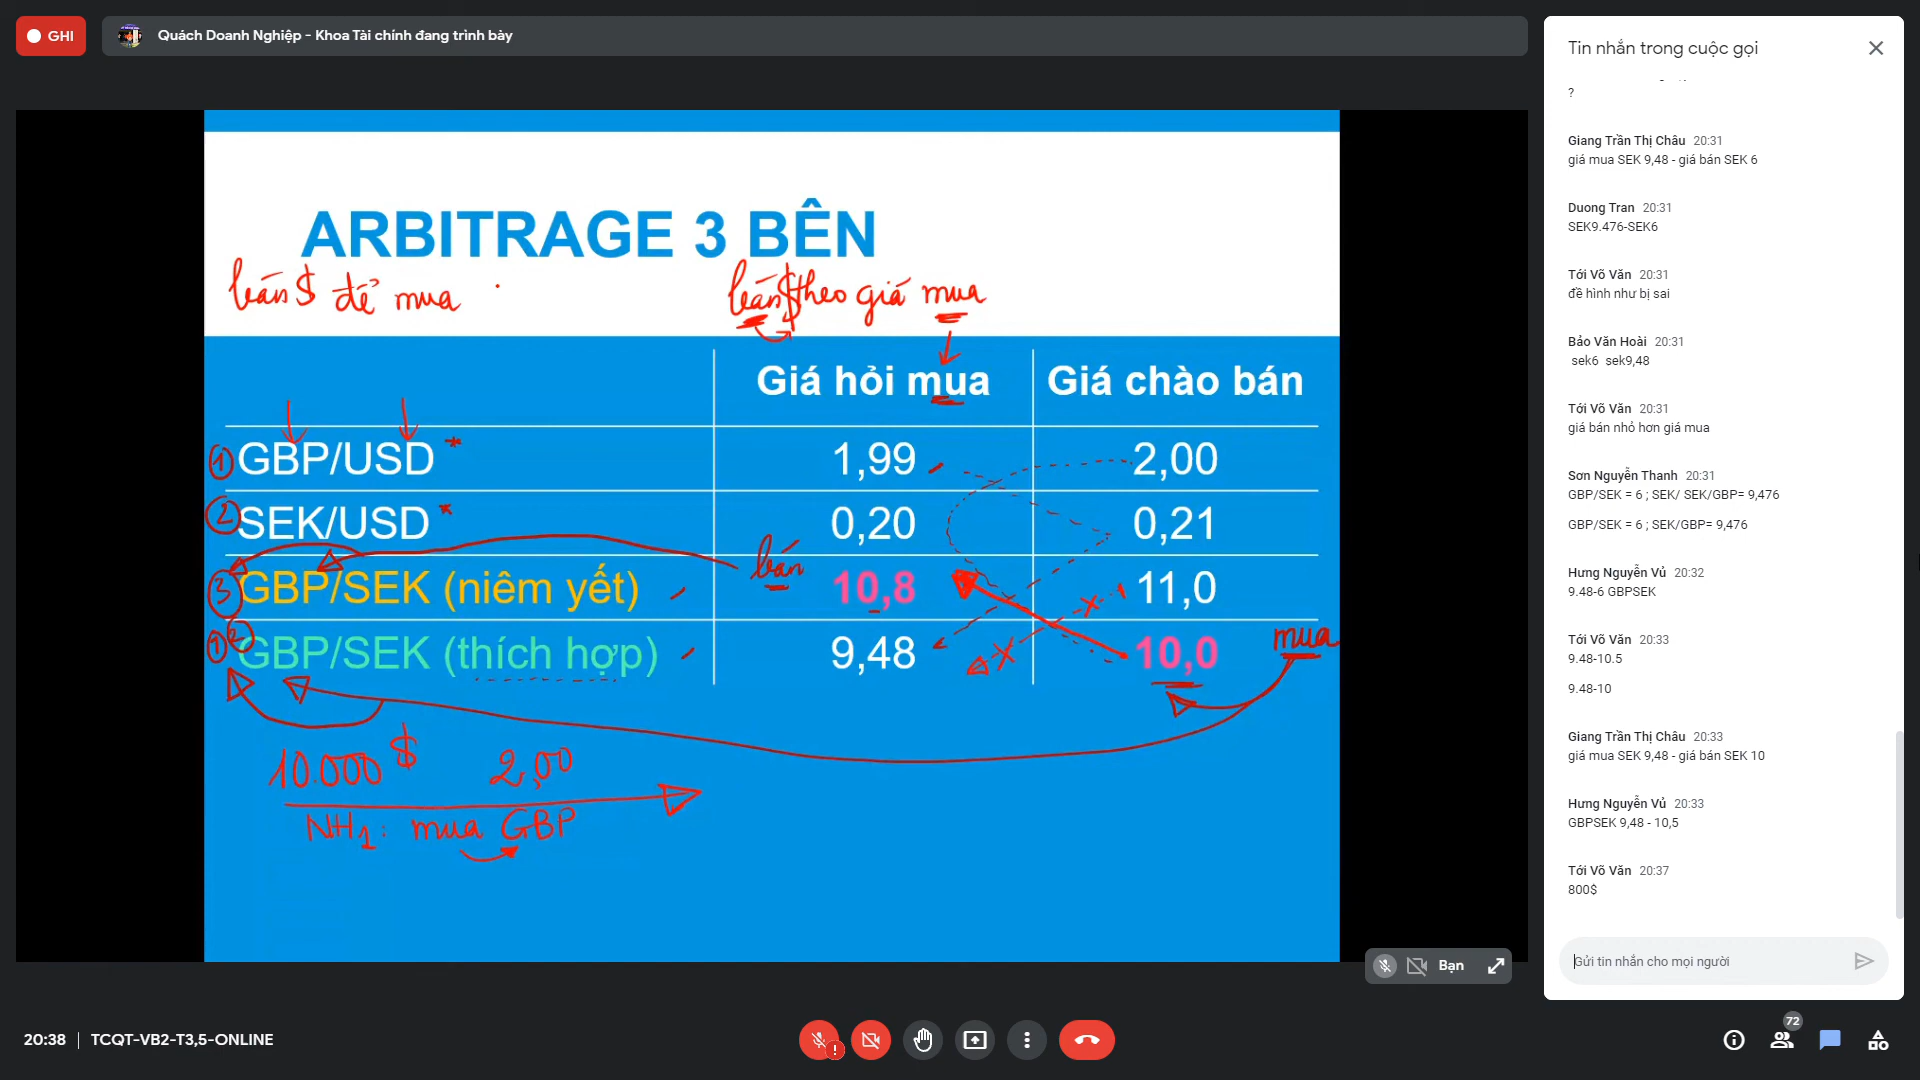 GHI
Quách Doanh Nghiệp - Khoa Tài chính đang trình bày
ARBITRAGE 3 BÊN
bán $ để mua
bán $ theo giá mua
Giá hỏi mua Giá chào bán
① GBP/USD * 1,99 2,00
② SEK/USD * 0,20 0,21
bán
③ GBP/SEK (niêm yết) 10,8 11,0
① ② GBP/SEK (thích hợp) 9,48 10,0 mua
10.000 $ 2,00
NH1: mua GBP
Bạn
20:38 | TCQT-VB2-T3,5-ONLINE
72
Tin nhắn trong cuộc gọi
?
Giang Trần Thị Châu 20:31
giá mua SEK 9,48 - giá bán SEK 6
Duong Tran 20:31
SEK9.476-SEK6
Tới Võ Văn 20:31
đề hình như bị sai
Bảo Văn Hoài 20:31
sek6 sek9,48
Tới Võ Văn 20:31
giá bán nhỏ hơn giá mua
Sơn Nguyễn Thanh 20:31
GBP/SEK = 6 ; SEK/ SEK/GBP= 9,476
GBP/SEK = 6 ; SEK/GBP= 9,476
Hưng Nguyễn Vủ 20:32
9.48-6 GBPSEK
Tới Võ Văn 20:33
9.48-10.5
9.48-10
Giang Trần Thị Châu 20:33
giá mua SEK 9,48 - giá bán SEK 10
Hưng Nguyễn Vủ 20:33
GBPSEK 9,48 - 10,5
Tới Võ Văn 20:37
800$
Gửi tin nhắn cho mọi người